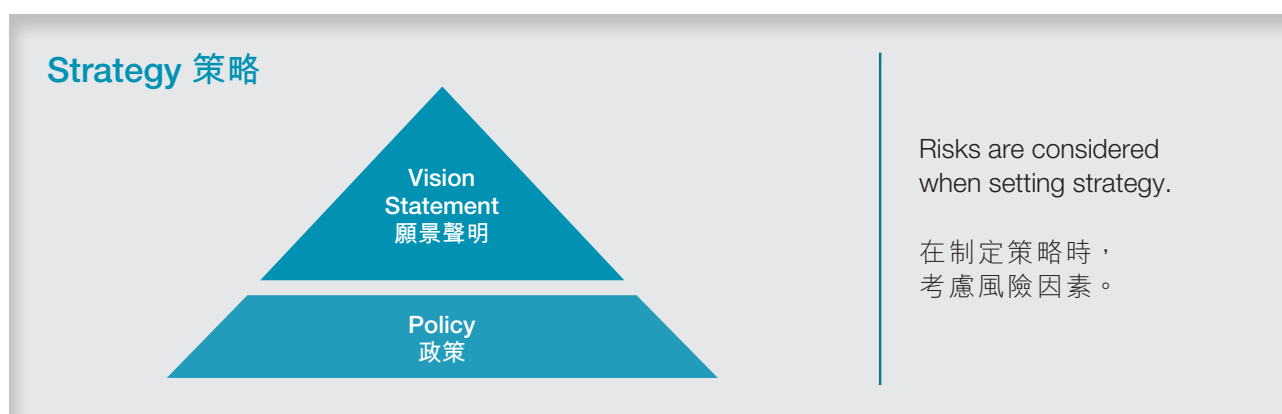 Strategy 策略
Vision
Statement
願景聲明
Policy
政策
Risks are considered
when setting strategy.
在制定策略時，
考慮風險因素。